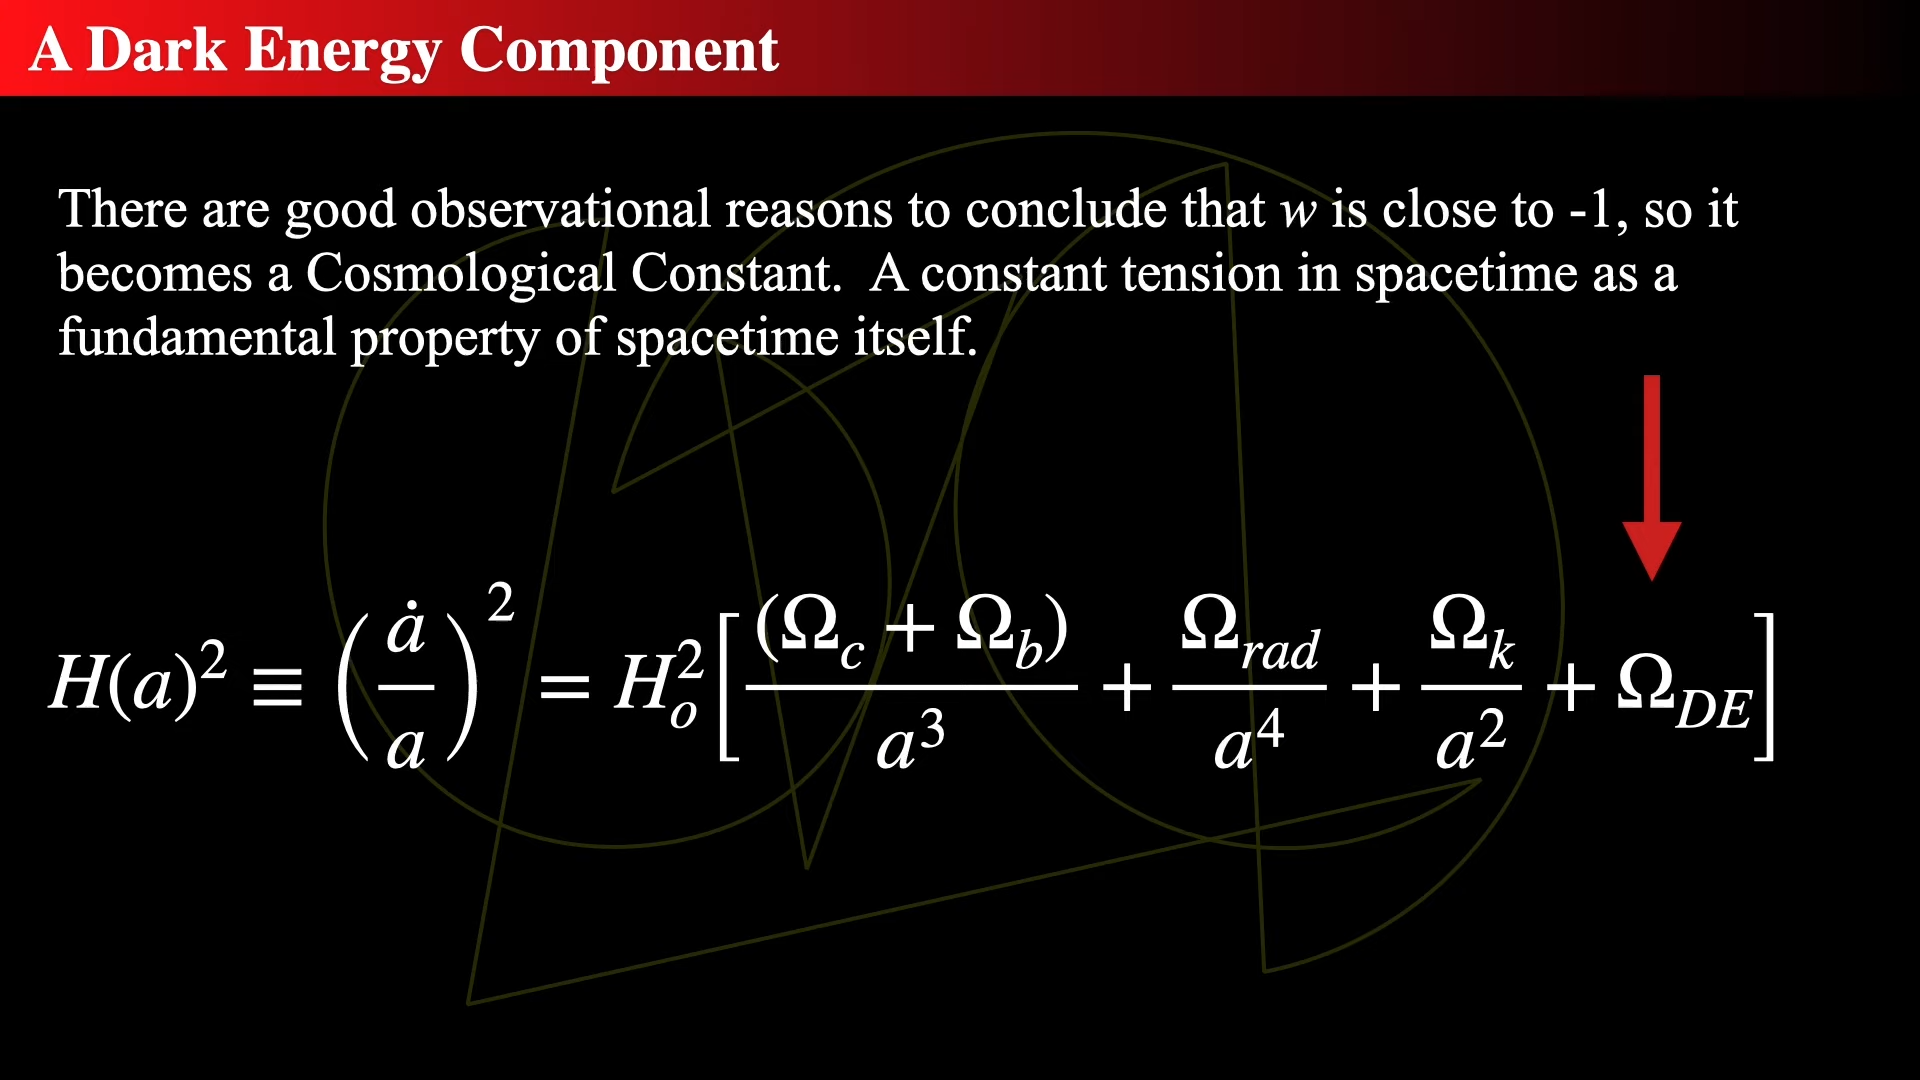 A Dark Energy Component
There are good observational reasons to conclude that w is close to -1, so it
becomes a Cosmological Constant.  A constant tension in spacetime as a
fundamental property of spacetime itself.
H(a)² ≡ (ȧ/a)² = H₀² [ (Ω_c + Ω_b)/a³ + Ω_rad/a⁴ + Ω_k/a² + Ω_DE ]